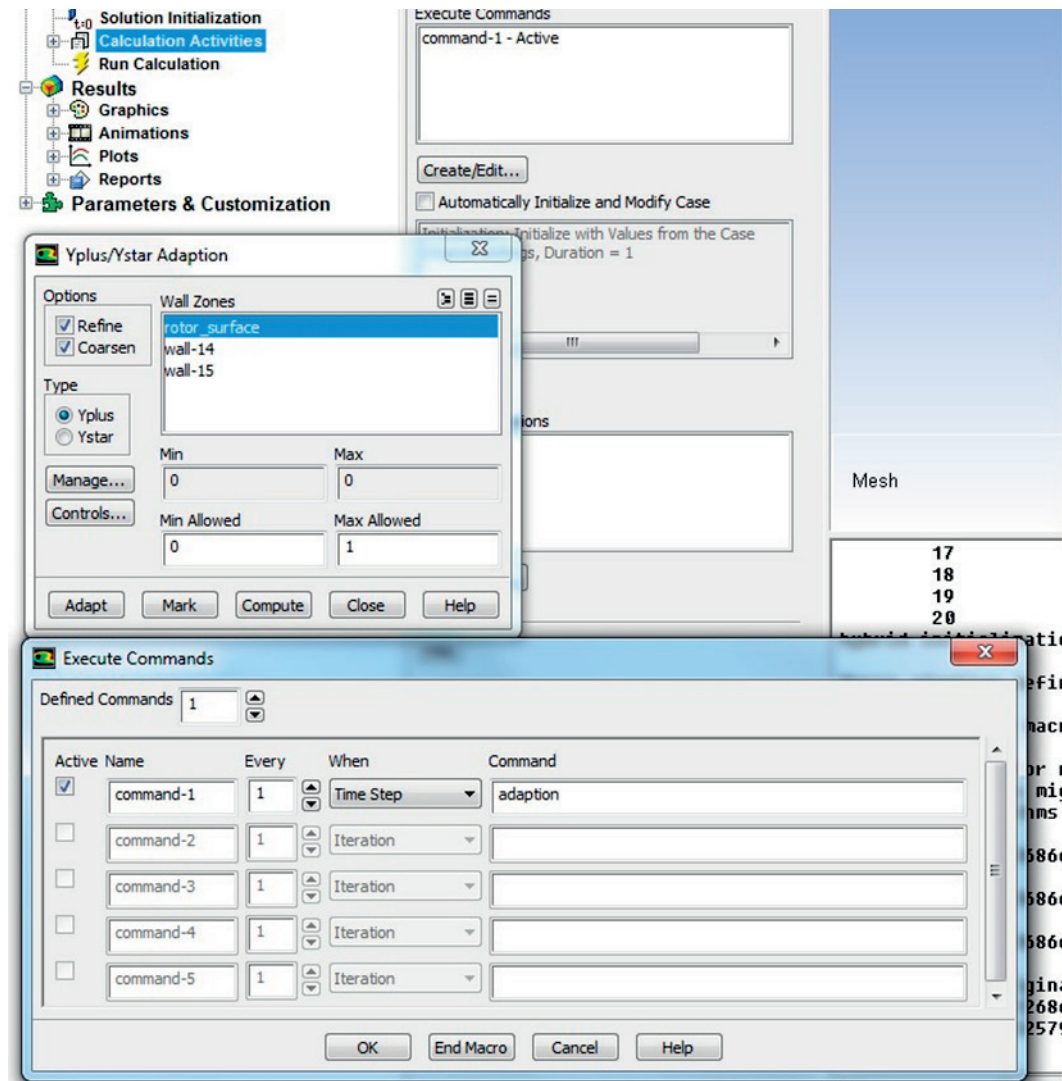 Solution Initialization
Calculation Activities
Run Calculation
Results
Graphics
Animations
Plots
Reports
Parameters & Customization
Execute Commands
command-1 - Active
Create/Edit...
Automatically Initialize and Modify Case
Initialization: Initialize with Values from the Case
gs, Duration = 1
ions
Mesh
17
18
19
20
Yplus/Ystar Adaption
Options
Refine
Coarsen
Type
Yplus
Ystar
Manage...
Controls...
Wall Zones
rotor_surface
wall-14
wall-15
Min Max
0 0
Min Allowed Max Allowed
0 1
Adapt Mark Compute Close Help
Execute Commands
Defined Commands 1
Active Name Every When Command
command-1 1 Time Step adaption
command-2 1 Iteration
command-3 1 Iteration
command-4 1 Iteration
command-5 1 Iteration
OK End Macro Cancel Help